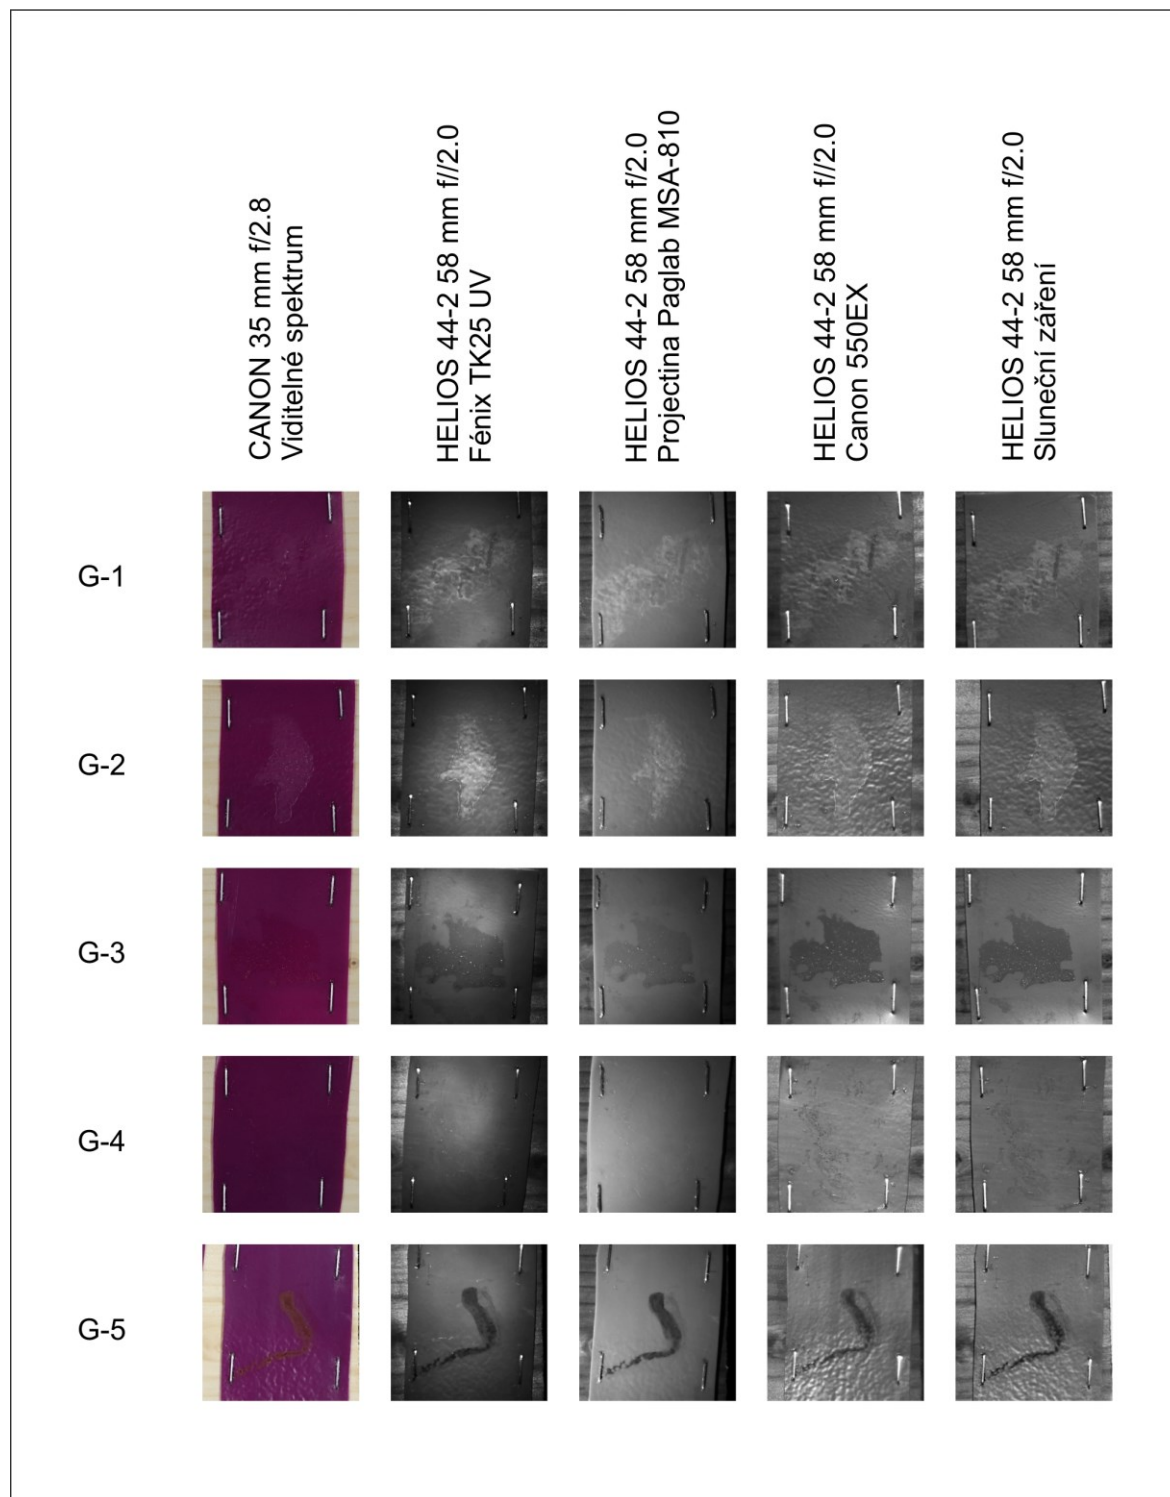 CANON 35 mm f/2.8
Viditelné spektrum
HELIOS 44-2 58 mm f//2.0
Fénix TK25 UV
HELIOS 44-2 58 mm f/2.0
Projectina Paglab MSA-810
HELIOS 44-2 58 mm f//2.0
Canon 550EX
HELIOS 44-2 58 mm f/2.0
Sluneční záření
G-1
G-2
G-3
G-4
G-5